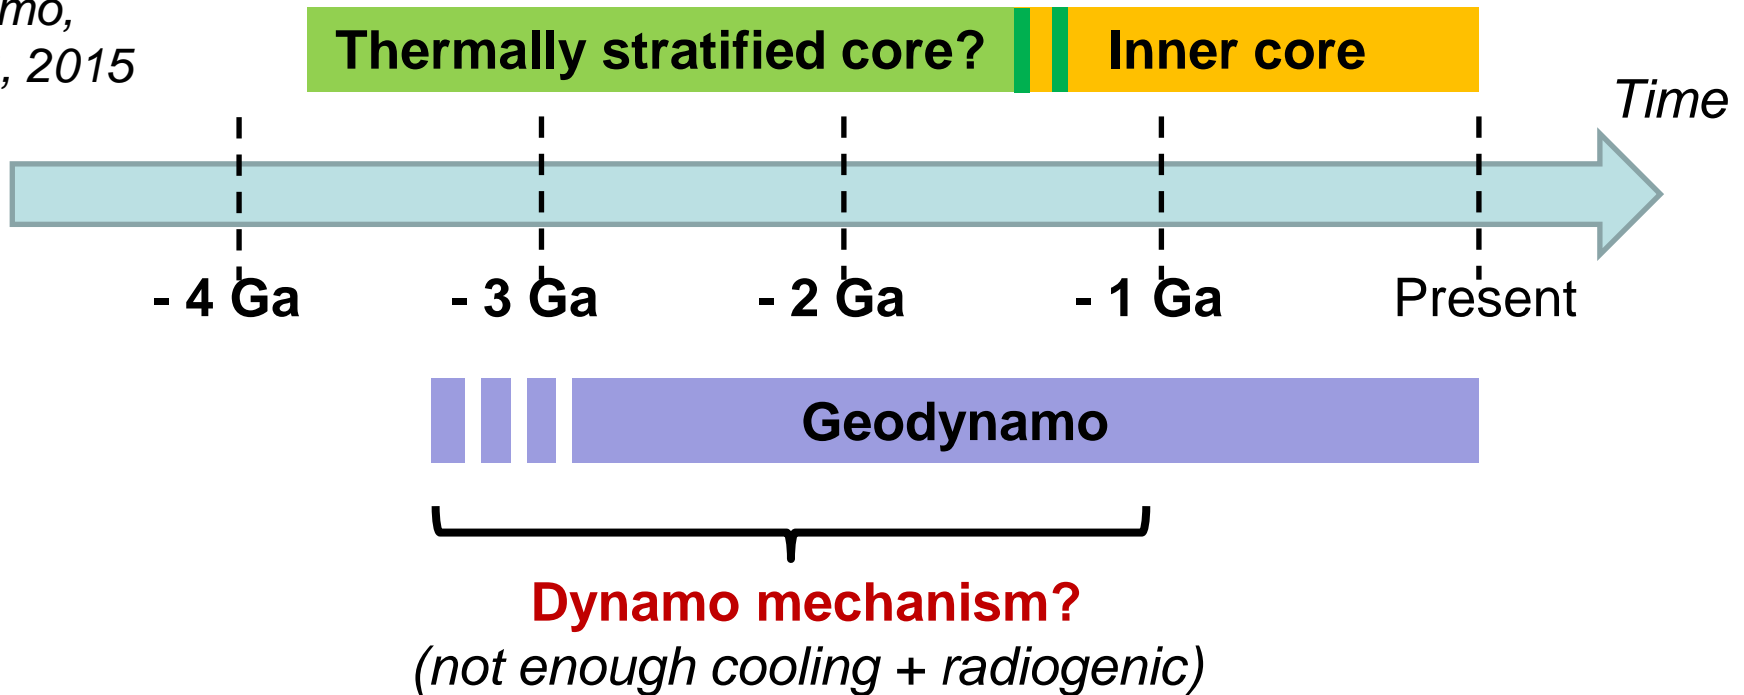 , 2015
Thermally stratified core?
Inner core
Time
- 4 Ga
- 3 Ga
- 2 Ga
- 1 Ga
Present
Geodynamo
Dynamo mechanism?
(not enough cooling + radiogenic)